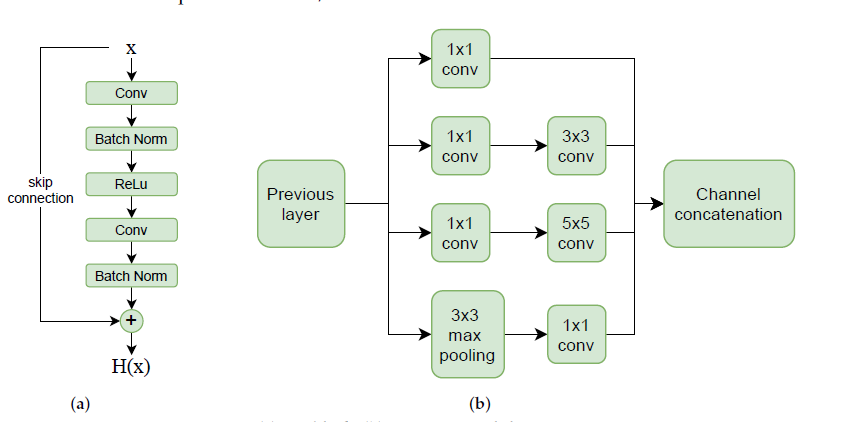 x
Conv
Batch Norm
ReLu
Conv
Batch Norm
+
H(x)
skip
connection
(a)
Previous
layer
1x1
conv
1x1
conv
3x3
conv
1x1
conv
5x5
conv
3x3
max
pooling
1x1
conv
Channel
concatenation
(b)